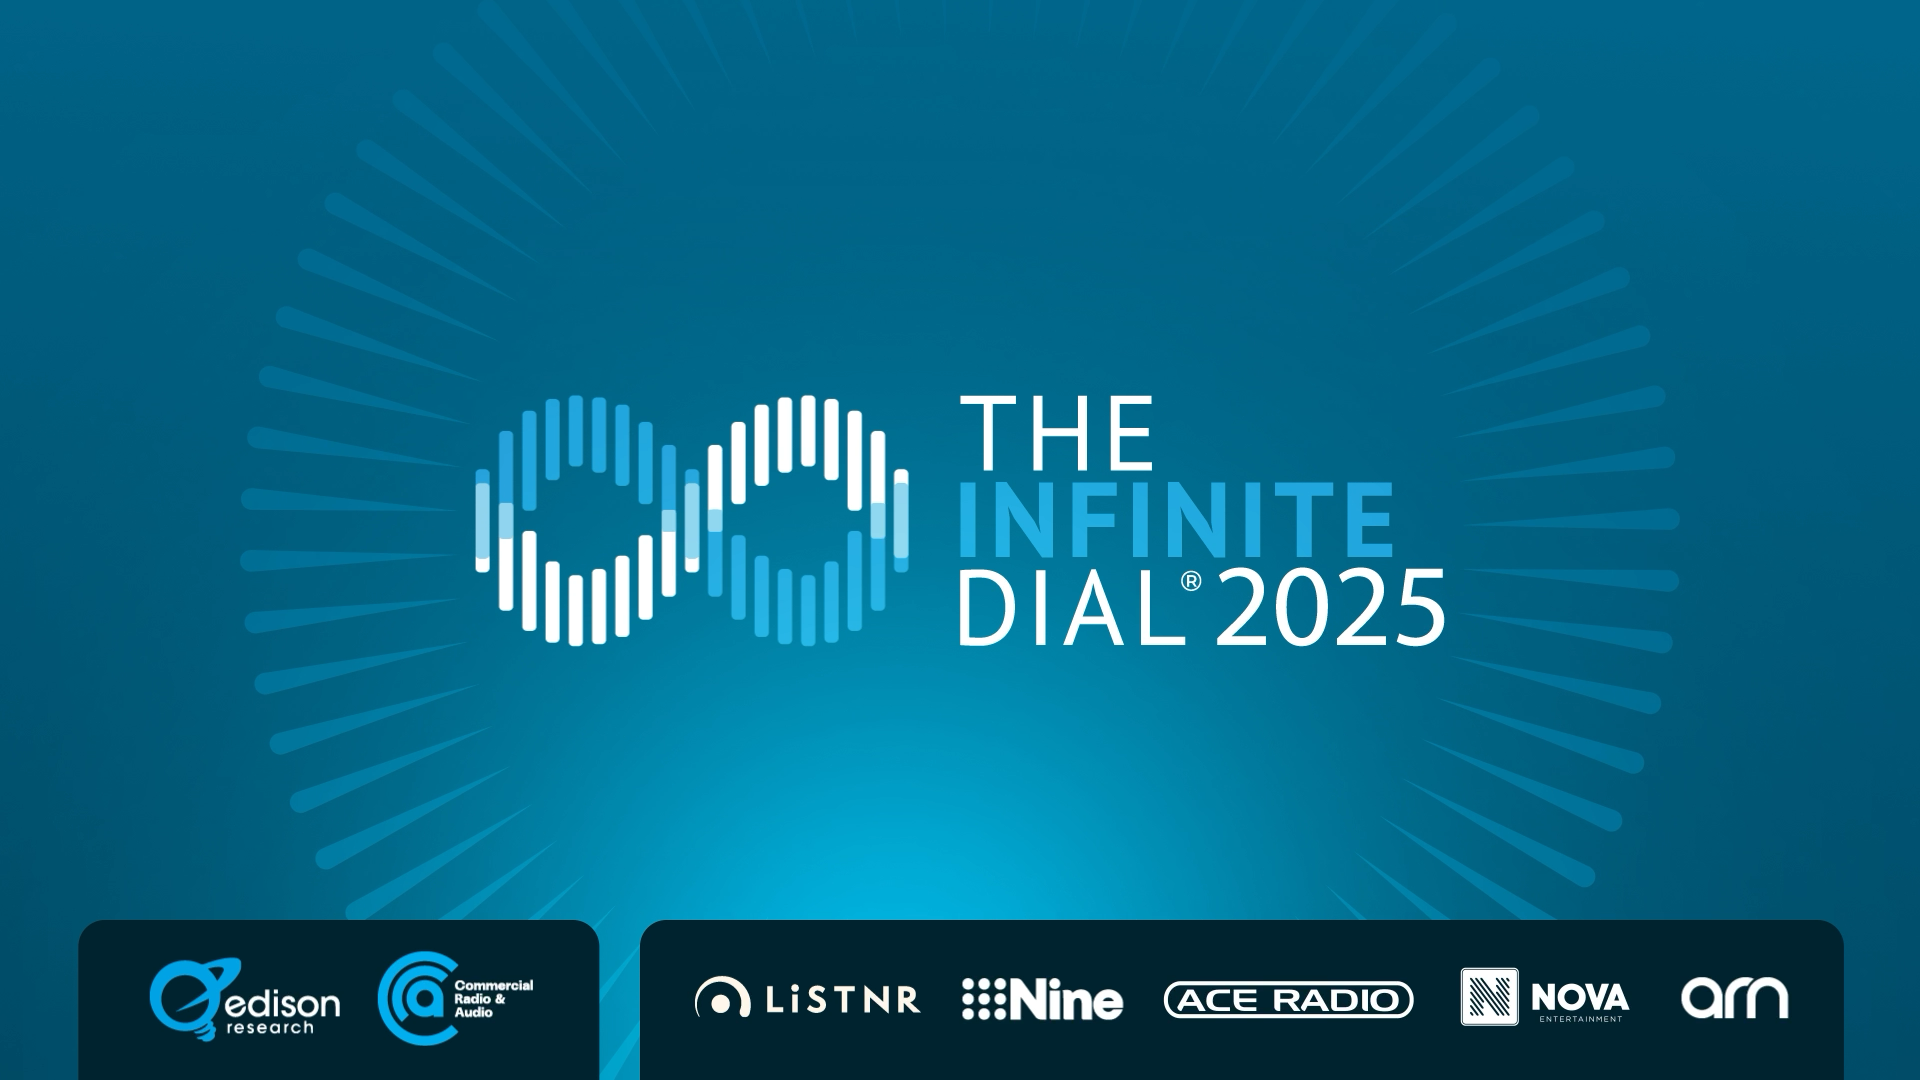 THE
INFINITE
DIAL® 2025
edison
research
Commercial
Radio &
Audio
LiSTNR
Nine
ACE RADIO
NOVA
ENTERTAINMENT
arn